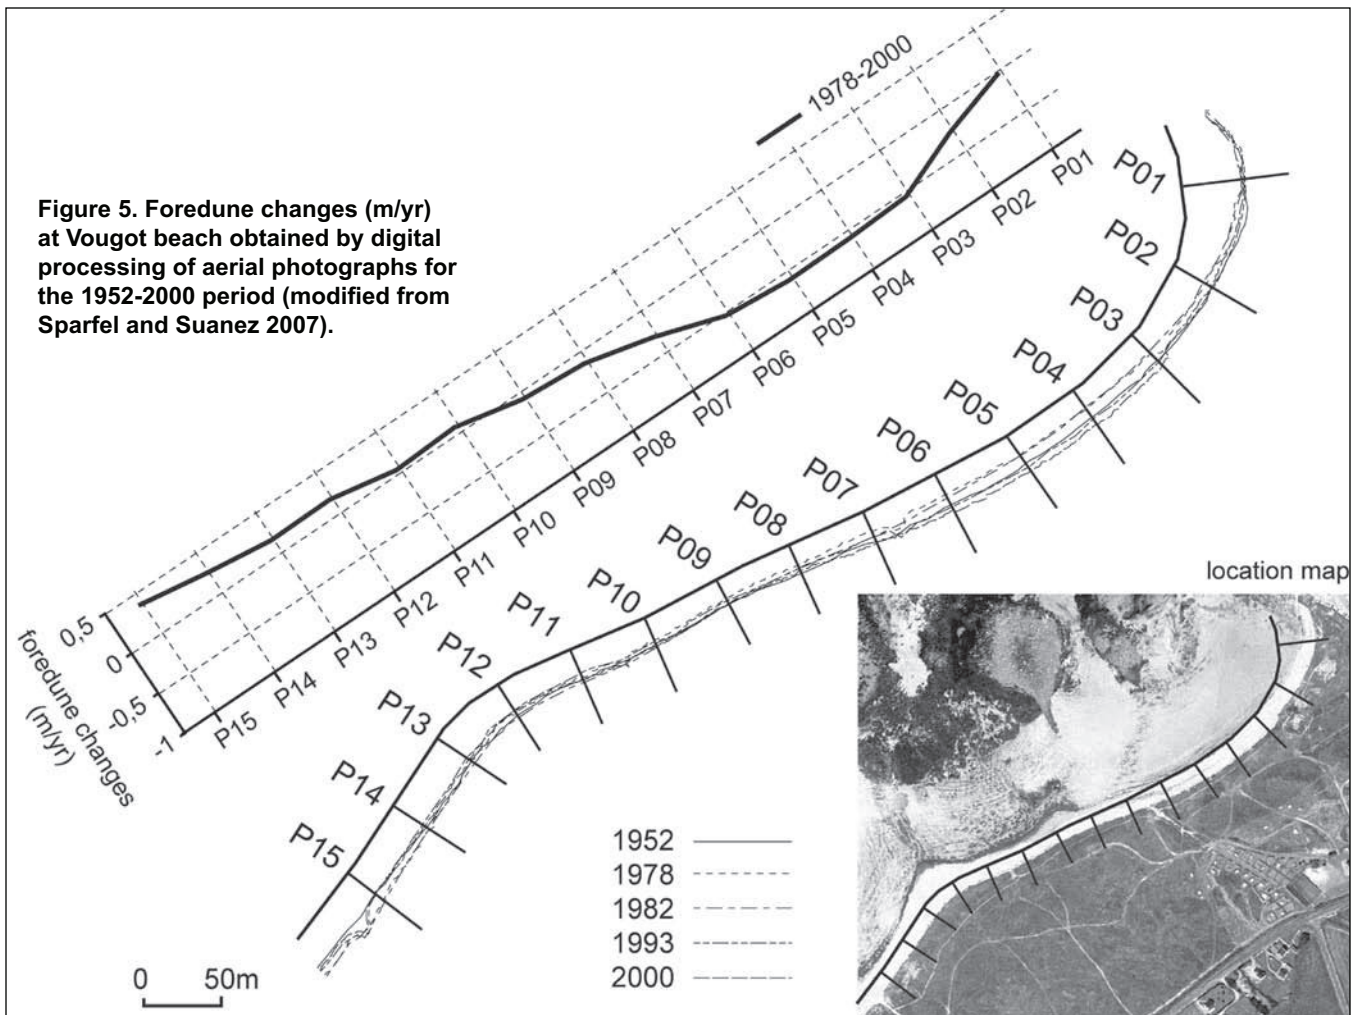 Figure 5. Foredune changes (m/yr)
at Vougot beach obtained by digital
processing of aerial photographs for
the 1952-2000 period (modified from
Sparfel and Suanez 2007).
1978-2000
P01
P02
P03
P04
P05
P06
P07
P08
P09
P10
P11
P12
P13
P14
P15
0,5
0
-0,5
-1
foredune changes
(m/yr)
P01
P02
P03
P04
P05
P06
P07
P08
P09
P10
P11
P12
P13
P14
P15
location map
1952
1978
1982
1993
2000
0 50m